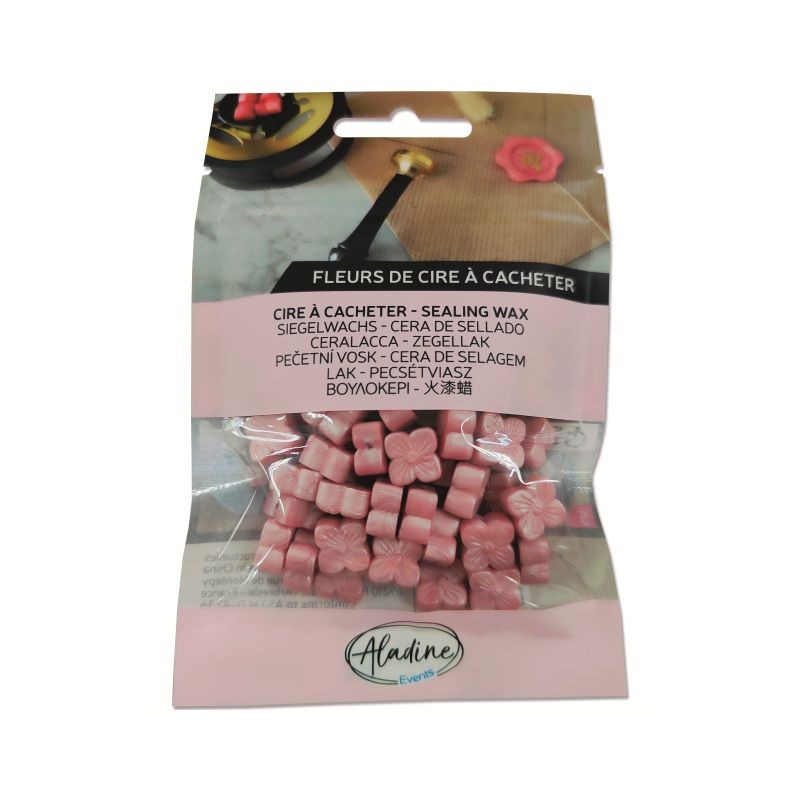 FLEURS DE CIRE À CACHETER
CIRE À CACHETER - SEALING WAX
SIEGELWACHS - CERA DE SELLADO
CERALACCA - ZEGELLAK
PEČETNÍ VOSK - CERA DE SELAGEM
LAK - PECSÉTVIASZ
ΒΟΥΛΟΚΕΡΙ - 火漆蜡
Aladine
Events